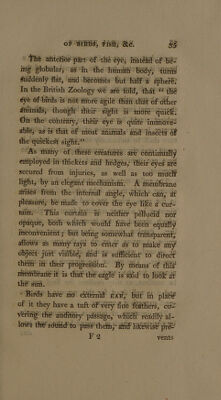 OF BIRDS, FISH, &c. 55
The anterior part of the eye, instead of be-
ing globular, as in the human body, turns
suddenly flat, and becomes but half a sphere.
In the British Zoology we are told, that “ the
eye of birds is not more agile than that of other
animals, though their sight is more quick.
On the contrary, their eye is quite immove-
able, as is that of most animals and insects of
the quickest sight.”
As many of these creatures are continually
employed in thickets and hedges, their eyes are
secured from injuries, as well as too much
light, by an elegant mechanism. A membrane
arises from the internal angle, which can, at
pleasure, be made to cover the eye like a cur-
tain. This curtain is neither pellucid nor
opaque, both which would have been equally
inconvenient; but being somewhat transparent,
allows as many rays to enter as to make any
object just visible, and is sufficient to direct
them in their progression. By means of this
membrane it is that the eagle is said to look at
the sun.
Birds have no external EAR, but in place
of it they have a tuft of very fine feathers, co-
vering the auditory passage, which readily al-
lows the sound to pass them, and likewise pre-
F 2 vents